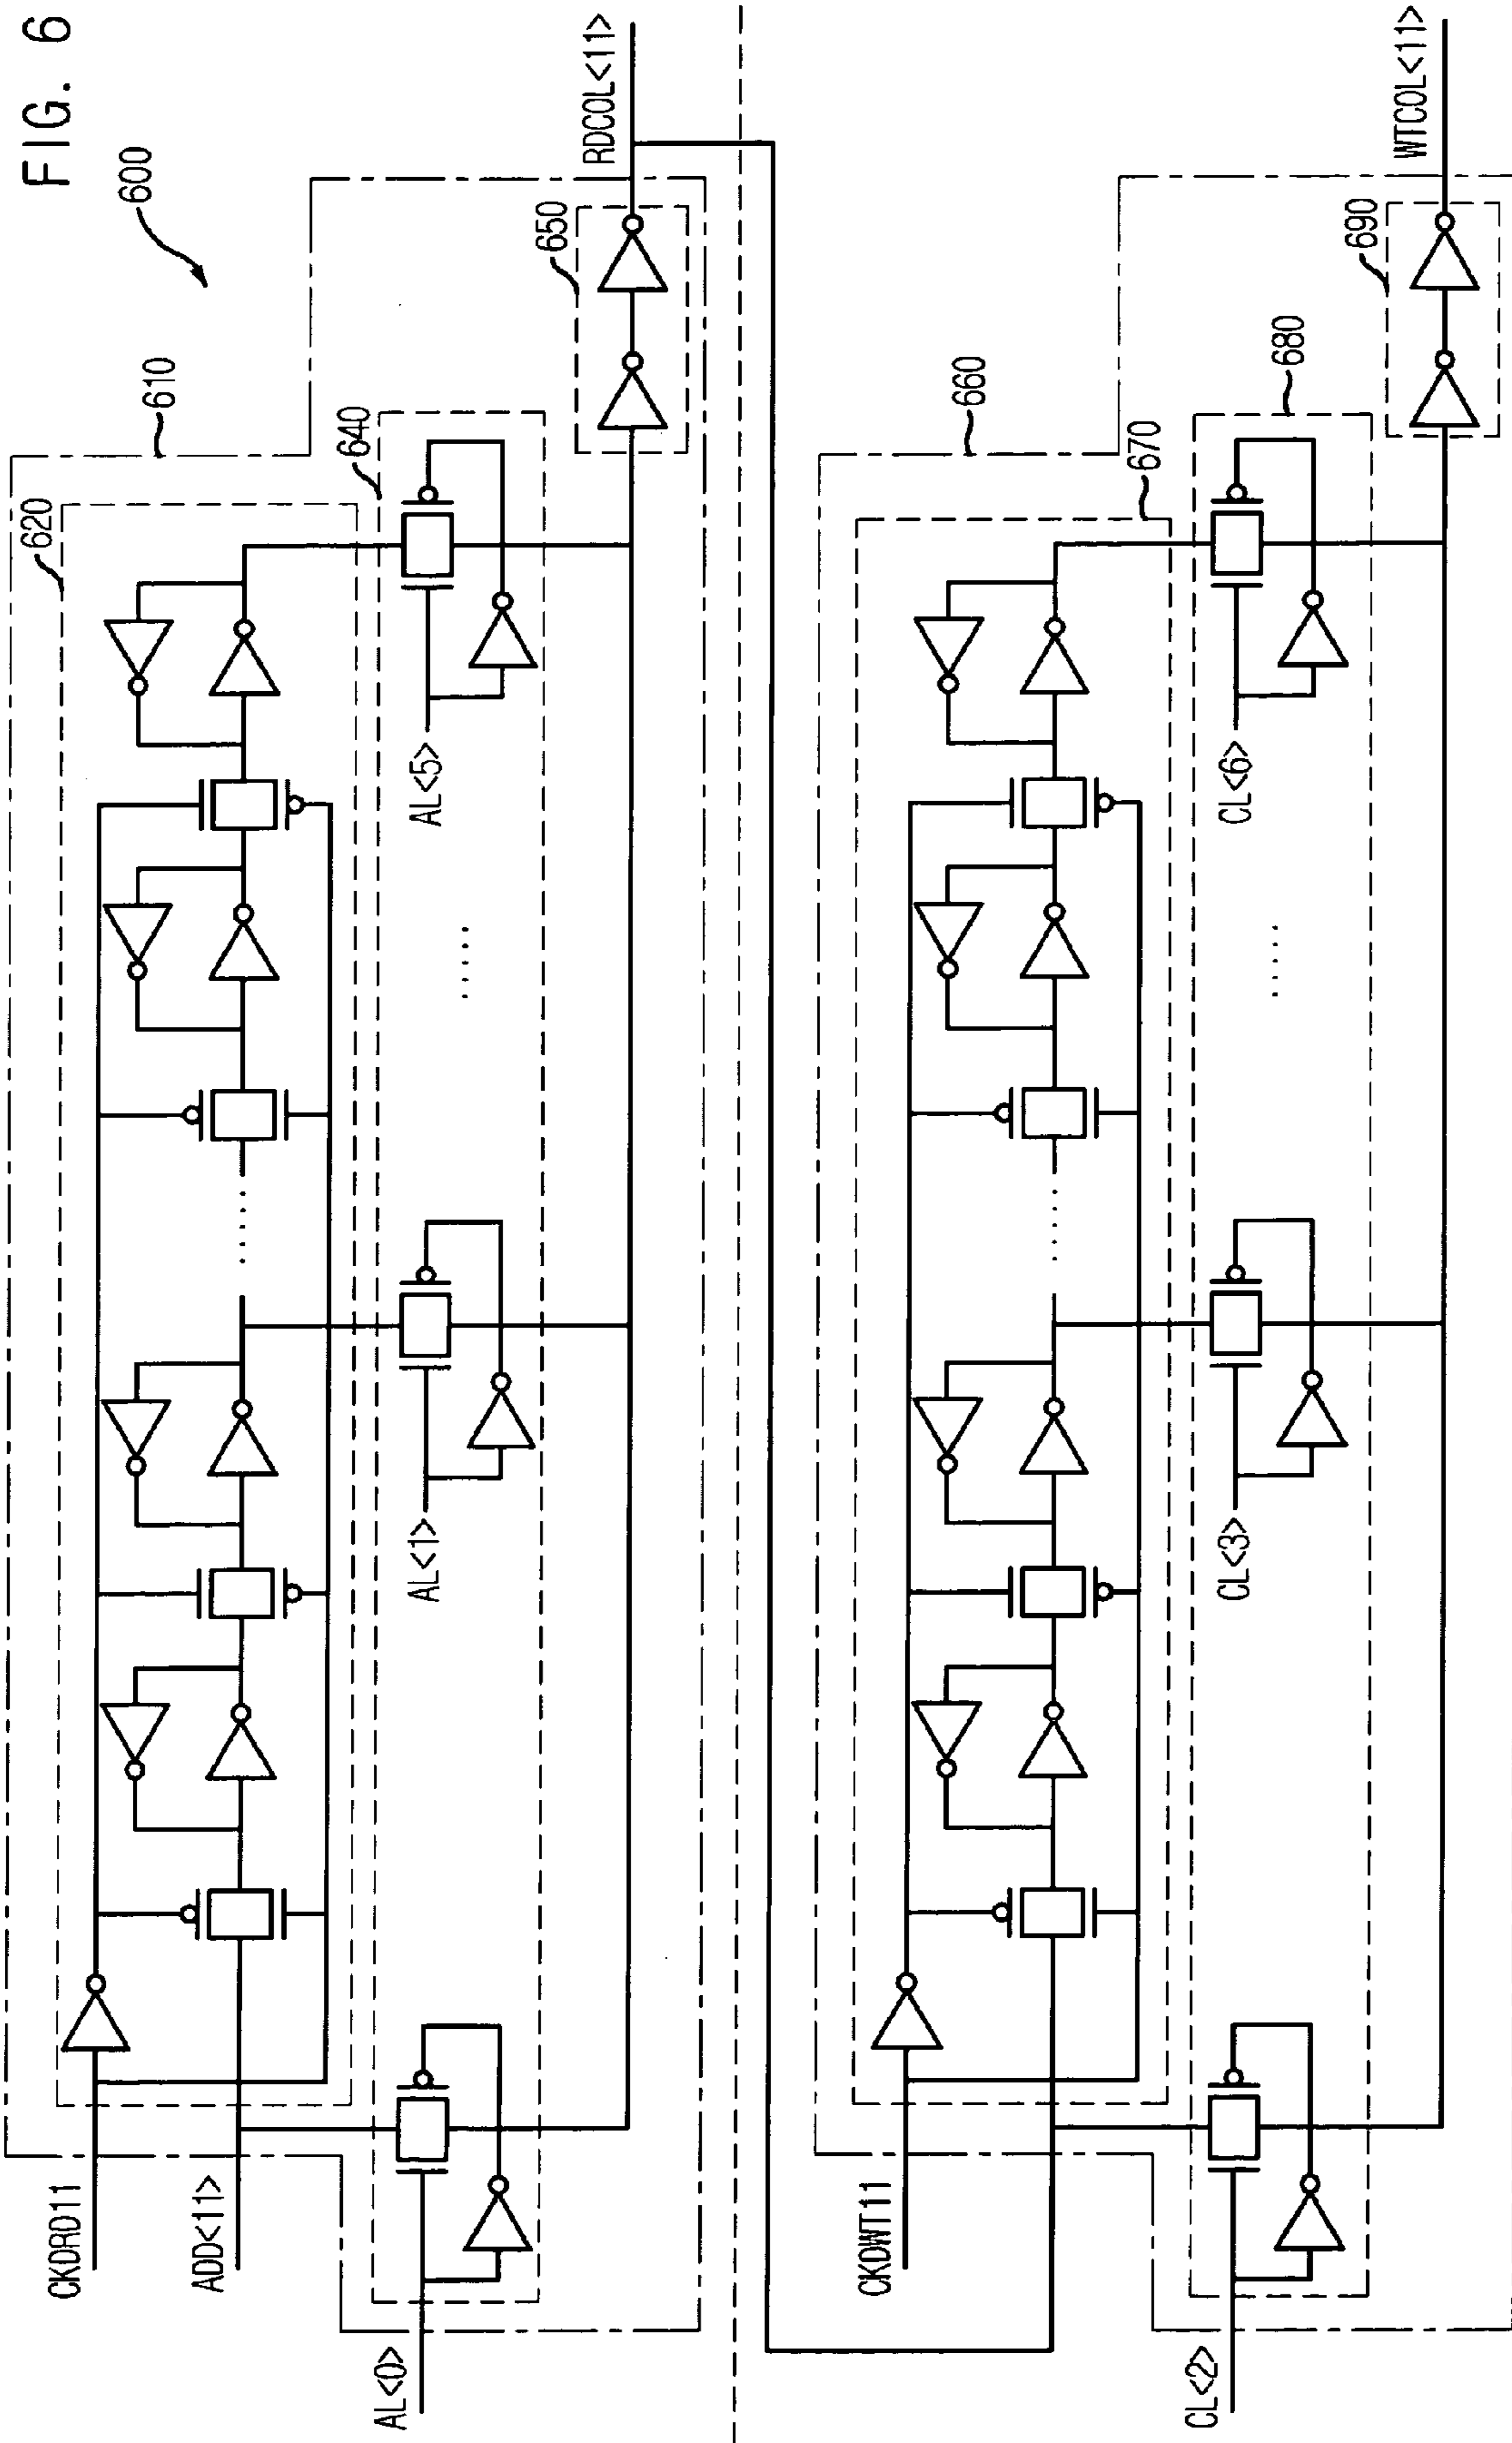 FIG. 6
600
610
620
CKDRD11
ADD<11>
640
AL<0>
AL<1>
AL<5>
.....
650
RDCOL<11>
660
670
CKDWT11
680
CL<2>
CL<3>
CL<6>
.....
690
WTCOL<11>